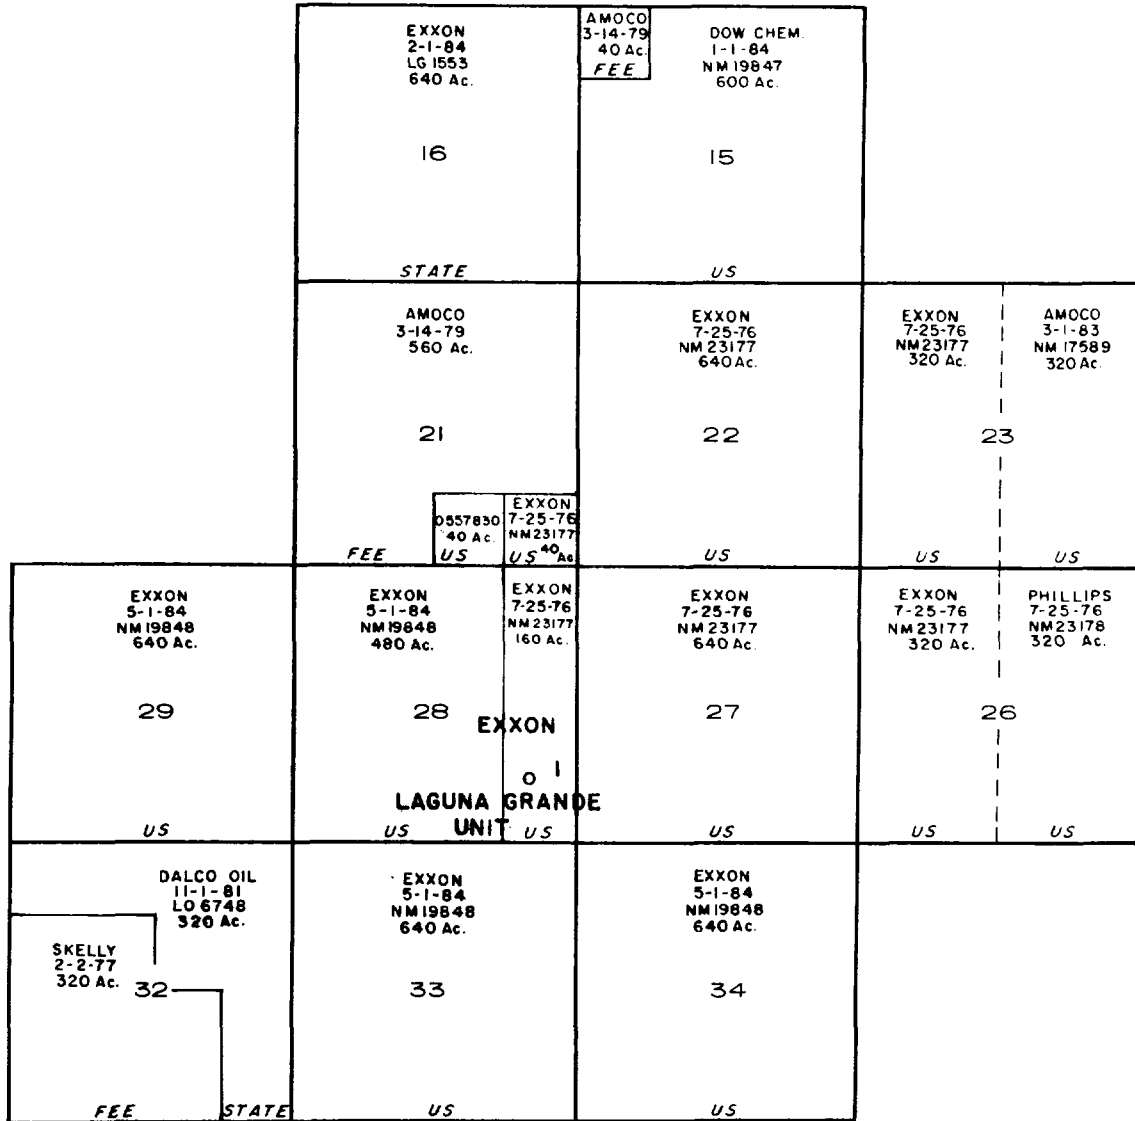 EXXON
2-1-84
LG 1553
640 Ac.
16
STATE
AMOCO
3-14-79
40 Ac.
FEE
DOW CHEM.
1-1-84
NM 19847
600 Ac.
15
US
AMOCO
3-14-79
560 Ac.
21
FEE
0557830
40 Ac.
US
EXXON
7-25-76
NM 23177
40 Ac
US
EXXON
7-25-76
NM 23177
640 Ac.
22
US
EXXON
7-25-76
NM 23177
320 Ac.
23
US
AMOCO
3-1-83
NM 17589
320 Ac.
US
EXXON
5-1-84
NM 19848
640 Ac.
29
US
EXXON
5-1-84
NM 19848
480 Ac.
28
US
EXXON
7-25-76
NM 23177
160 Ac.
US
EXXON
1
LAGUNA GRANDE
UNIT
EXXON
7-25-76
NM 23177
640 Ac.
27
US
EXXON
7-25-76
NM 23177
320 Ac.
26
US
PHILLIPS
7-25-76
NM 23178
320 Ac.
US
DALCO OIL
11-1-81
LO 6748
320 Ac.
SKELLY
2-2-77
320 Ac.
32
FEE
STATE
EXXON
5-1-84
NM 19848
640 Ac.
33
US
EXXON
5-1-84
NM 19848
640 Ac.
34
US